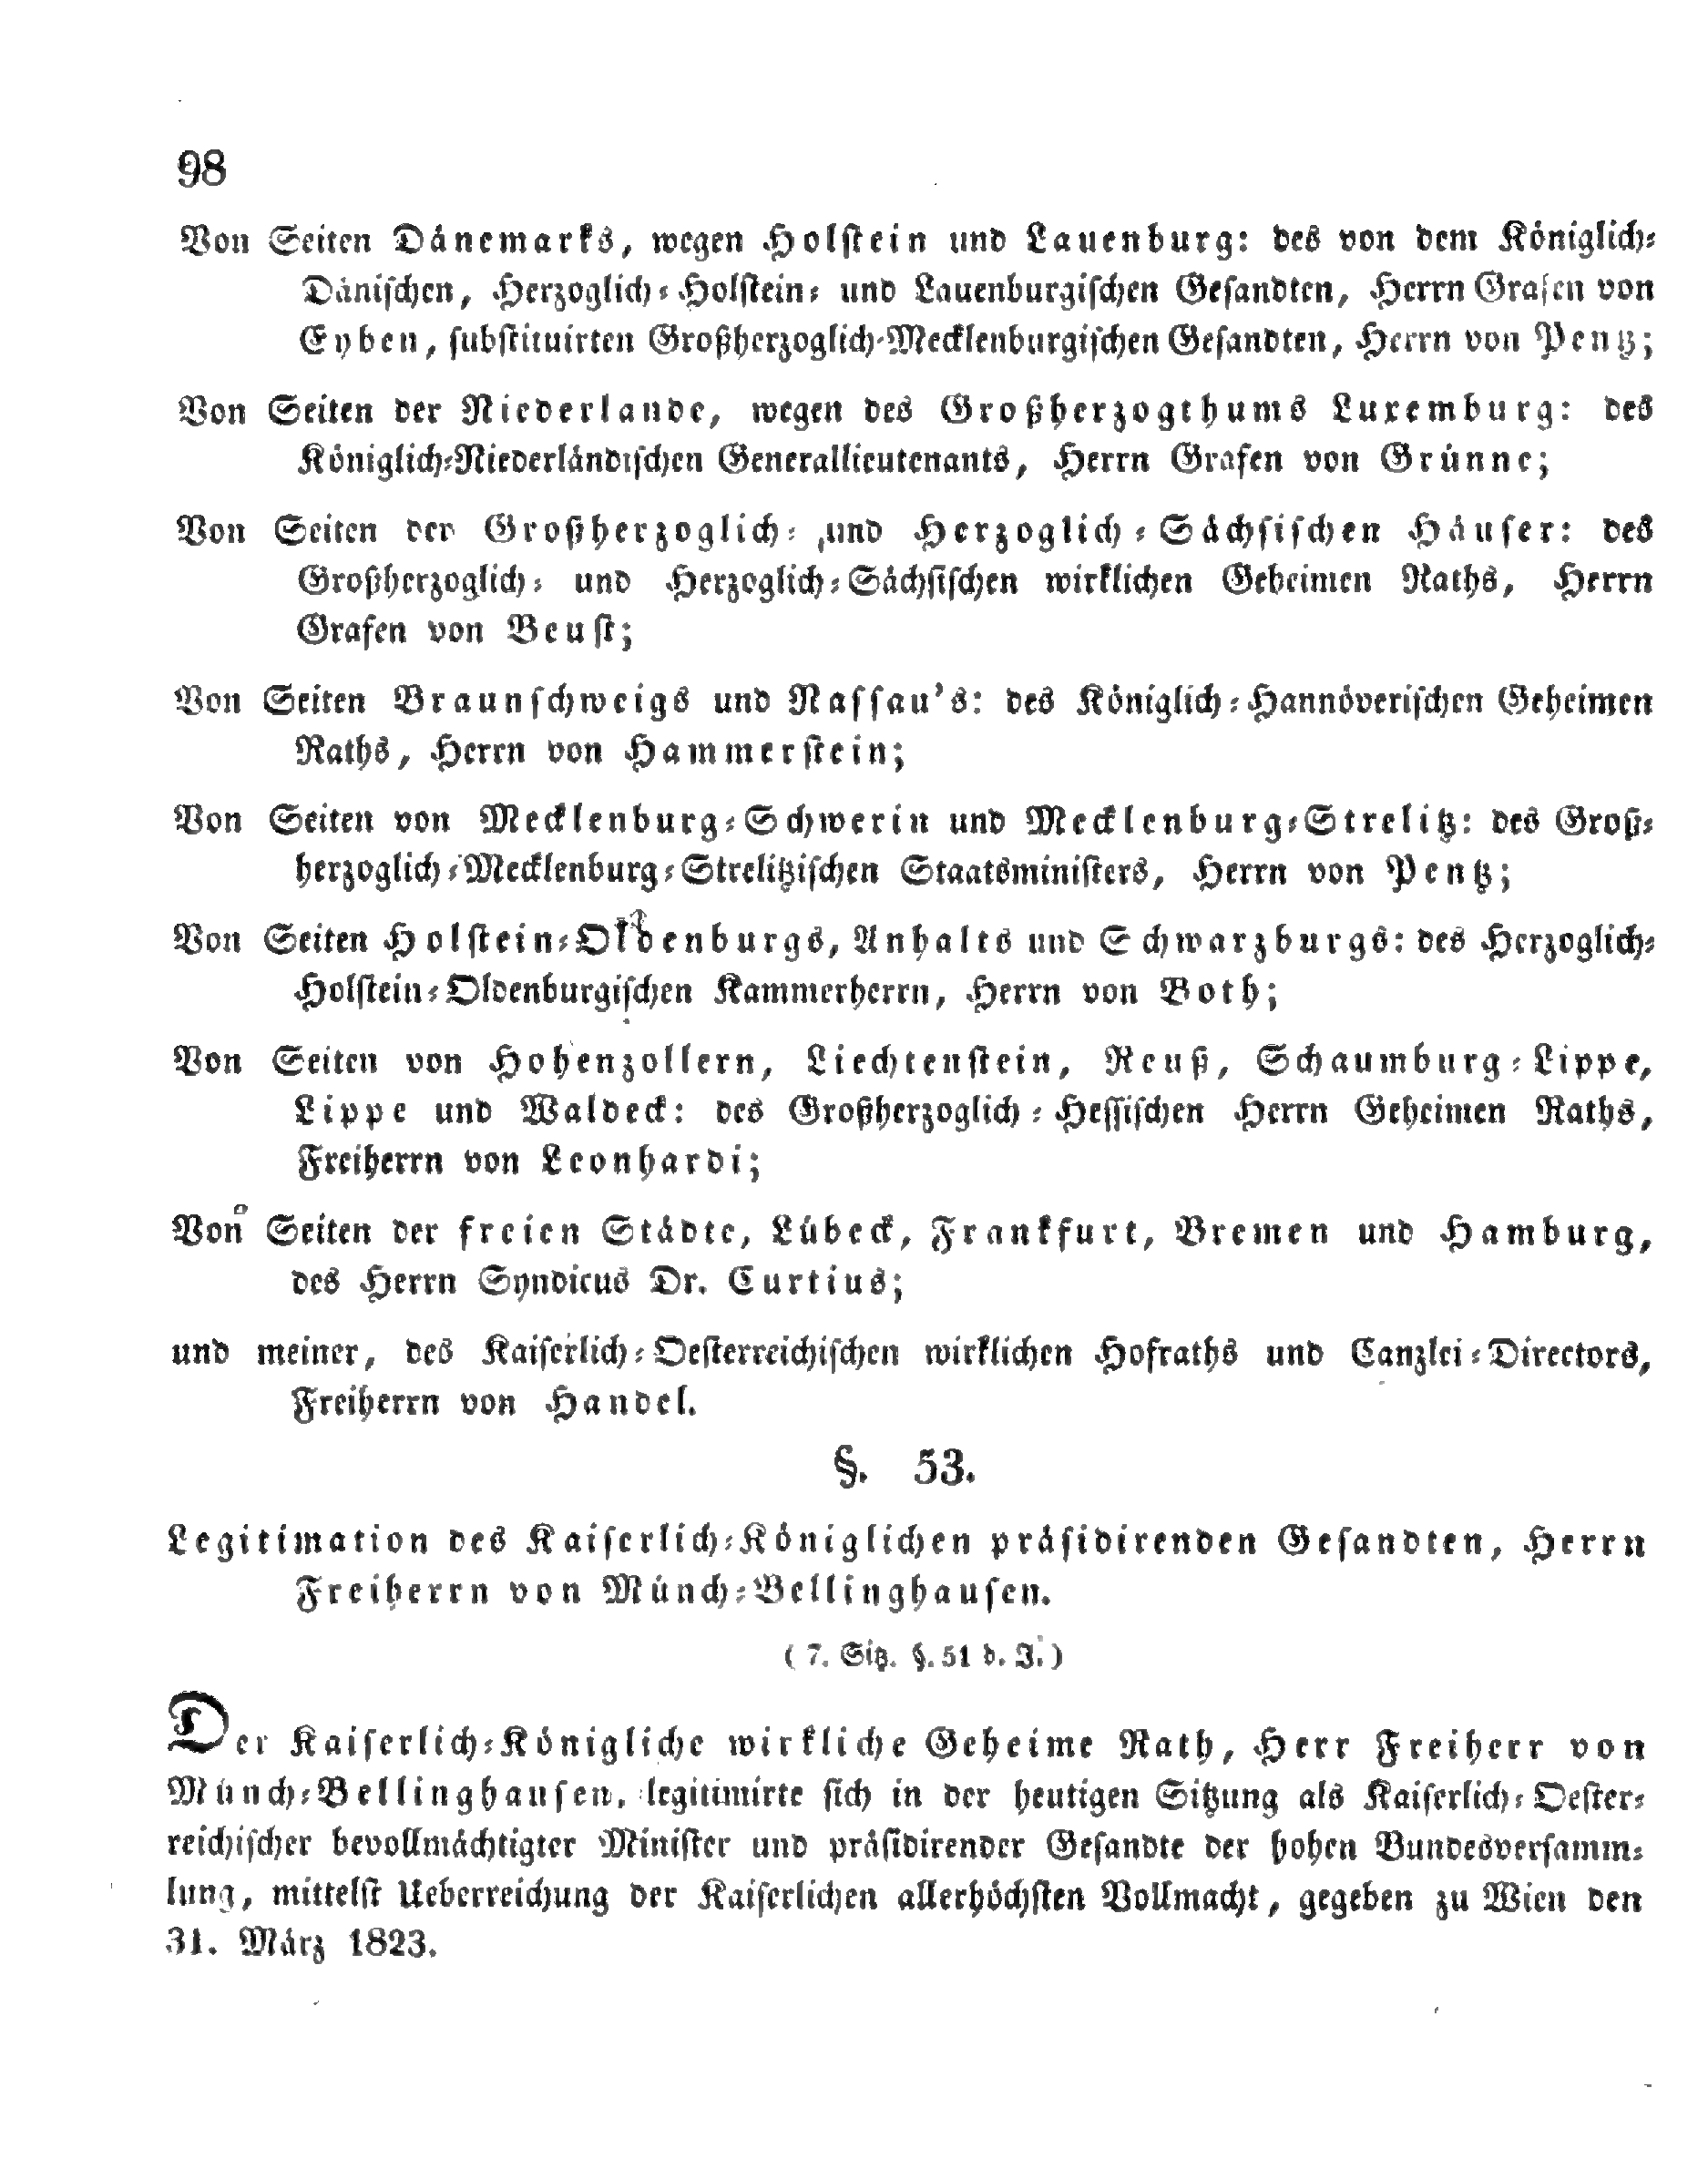 98
Von Seiten Dänemarks, wegen Holstein und Lauenburg: des von dem Königlich-
Dänischen, Herzoglich-Holstein- und Lauenburgischen Gesandten, Herrn Grafen von
Eyben, substituirten Großherzoglich-Mecklenburgischen Gesandten, Herrn von Pentz;
Von Seiten der Niederlande, wegen des Großherzogthums Luxemburg: des
Königlich-Niederländischen Generallieutenants, Herrn Grafen von Grünne;
Von Seiten der Großherzoglich- und Herzoglich-Sächsischen Häuser: des
Großherzoglich- und Herzoglich-Sächsischen wirklichen Geheimen Raths, Herrn
Grafen von Beust;
Von Seiten Braunschweigs und Nassau's: des Königlich-Hannöverischen Geheimen
Raths, Herrn von Hammerstein;
Von Seiten von Mecklenburg-Schwerin und Mecklenburg-Strelitz: des Groß-
herzoglich-Mecklenburg-Strelitzischen Staatsministers, Herrn von Pentz;
Von Seiten Holstein-Oldenburgs, Anhalts und Schwarzburgs: des Herzoglich-
Holstein-Oldenburgischen Kammerherrn, Herrn von Both;
Von Seiten von Hohenzollern, Liechtenstein, Reuß, Schaumburg-Lippe,
Lippe und Waldeck: des Großherzoglich-Hessischen Herrn Geheimen Raths,
Freiherrn von Leonhardi;
Von Seiten der freien Städte, Lübeck, Frankfurt, Bremen und Hamburg,
des Herrn Syndicus Dr. Curtius;
und meiner, des Kaiserlich-Oesterreichischen wirklichen Hofraths und Canzlei-Directors,
Freiherrn von Handel.
§. 53.
Legitimation des Kaiserlich-Königlichen präsidirenden Gesandten, Herrn
Freiherrn von Münch-Bellinghausen.
(7. Sitz. §. 51 d. J.)
Der Kaiserlich-Königliche wirkliche Geheime Rath, Herr Freiherr von
Münch-Bellinghausen, legitimirte sich in der heutigen Sitzung als Kaiserlich-Oester-
reichischer bevollmächtigter Minister und präsidirender Gesandte der hohen Bundesversamm-
lung, mittelst Ueberreichung der Kaiserlichen allerhöchsten Vollmacht, gegeben zu Wien den
31. März 1823.